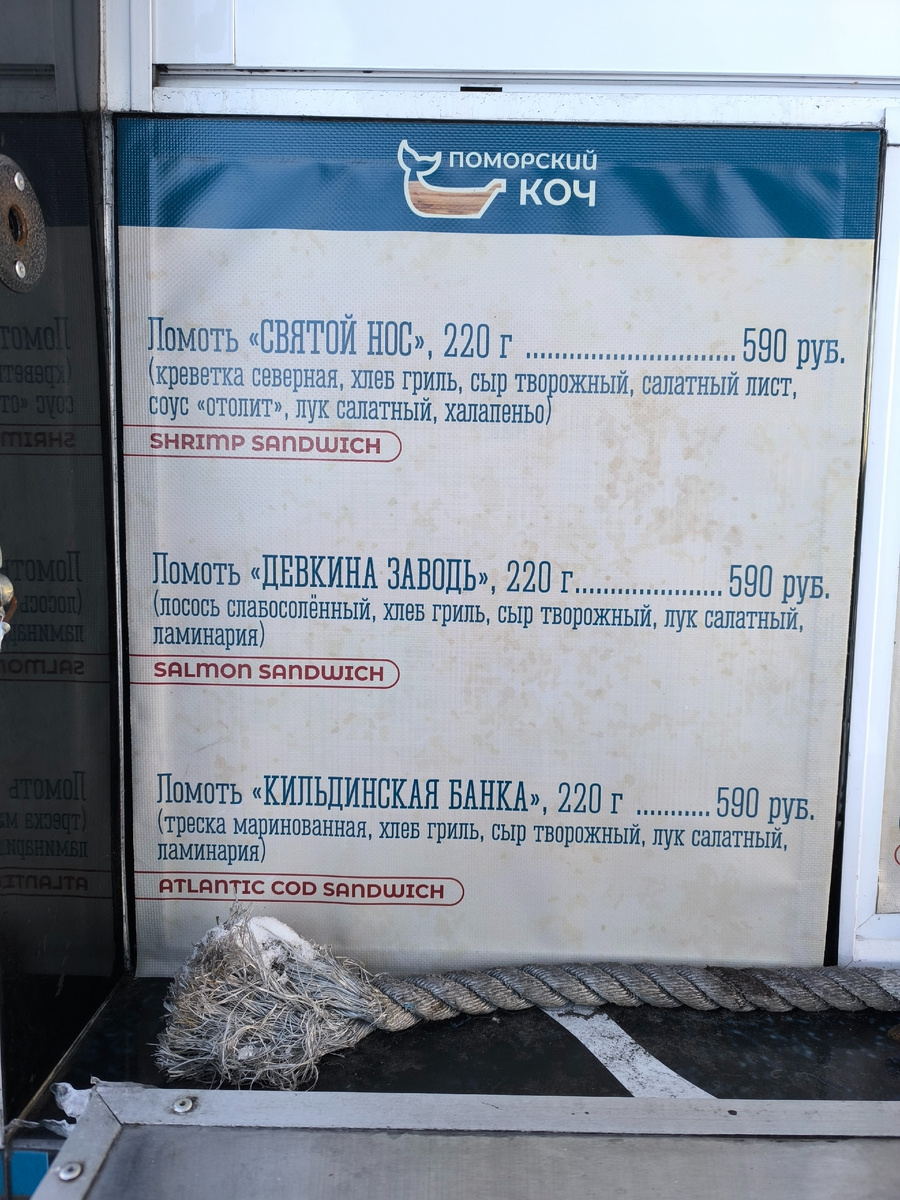 ПОМОРСКИЙ
КОЧ
Ломоть «СВЯТОЙ НОС», 220 г ............................. 590 руб.
(креветка северная, хлеб гриль, сыр творожный, салатный лист,
соус «отолит», лук салатный, халапеньо)
SHRIMP SANDWICH
Ломоть «ДЕВКИНА ЗАВОДЬ», 220 г..................... 590 руб.
(лосось слабосолённый, хлеб гриль, сыр творожный, лук салатный,
ламинария)
SALMON SANDWICH
Ломоть «КИЛЬДИНСКАЯ БАНКА», 220 г ........... 590 руб.
(треска маринованная, хлеб гриль, сыр творожный, лук салатный,
ламинария)
ATLANTIC COD SANDWICH